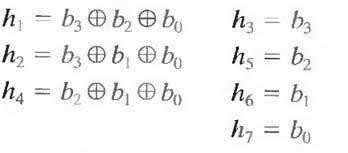 h₁ = b₃ ⊕ b₂ ⊕ b₀
h₂ = b₃ ⊕ b₁ ⊕ b₀
h₄ = b₂ ⊕ b₁ ⊕ b₀
h₃ = b₃
h₅ = b₂
h₆ = b₁
h₇ = b₀